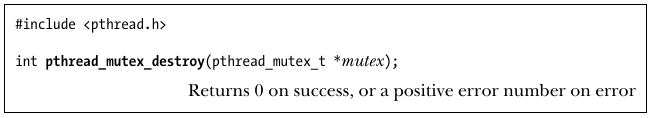 #include <pthread.h>
int pthread_mutex_destroy(pthread_mutex_t *mutex);
Returns 0 on success, or a positive error number on error